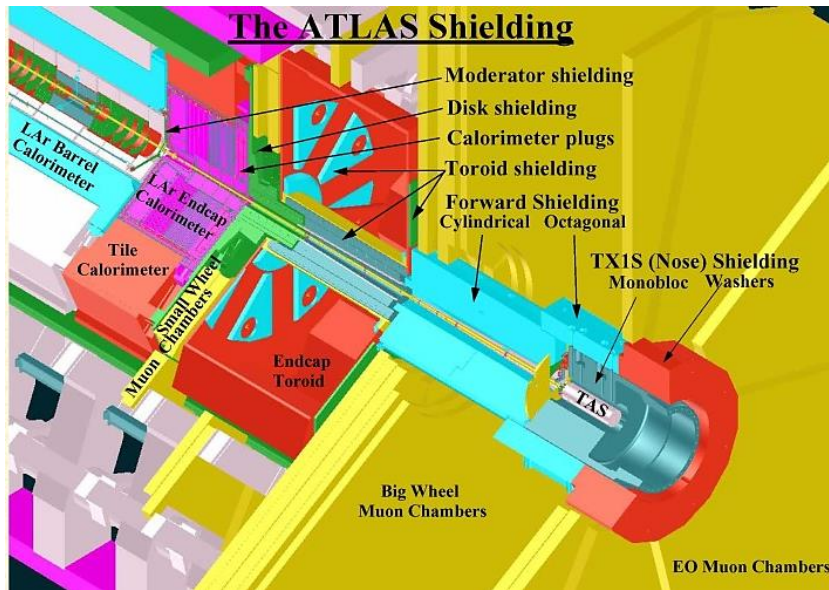 The ATLAS Shielding
Moderator shielding
Disk shielding
Calorimeter plugs
Toroid shielding
Forward Shielding
Cylindrical Octagonal
TX1S (Nose) Shielding
Monobloc Washers
LAr Barrel
Calorimeter
LAr Endcap
Calorimeter
Tile
Calorimeter
Small Wheel
Muon Chambers
Endcap
Toroid
TAS
Big Wheel
Muon Chambers
EO Muon Chambers